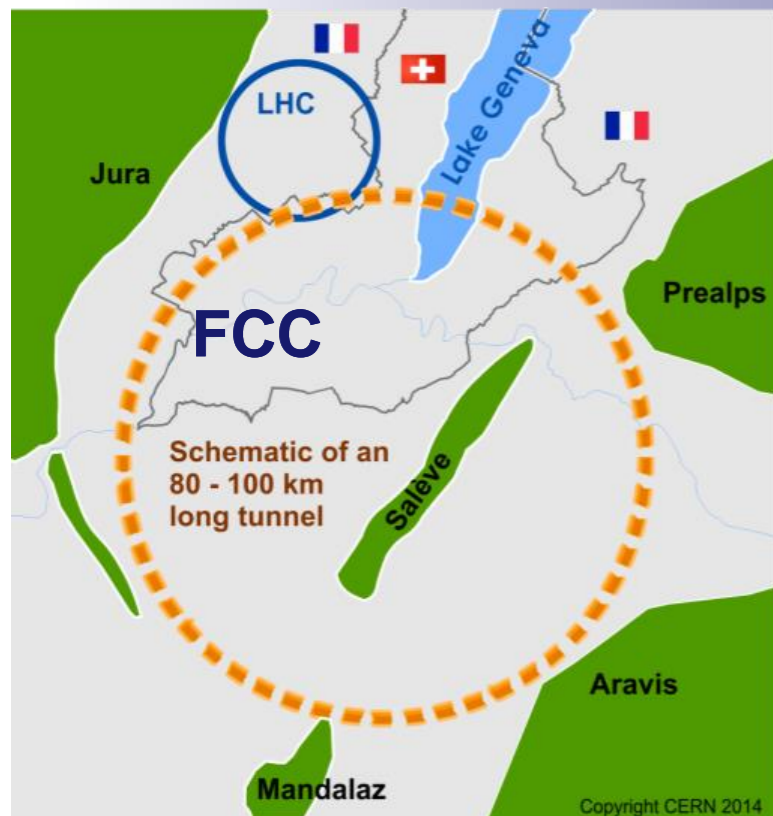 LHC
Lake Geneva
Jura
Prealps
FCC
Schematic of an
80 - 100 km
long tunnel
Salève
Aravis
Mandalaz
Copyright CERN 2014